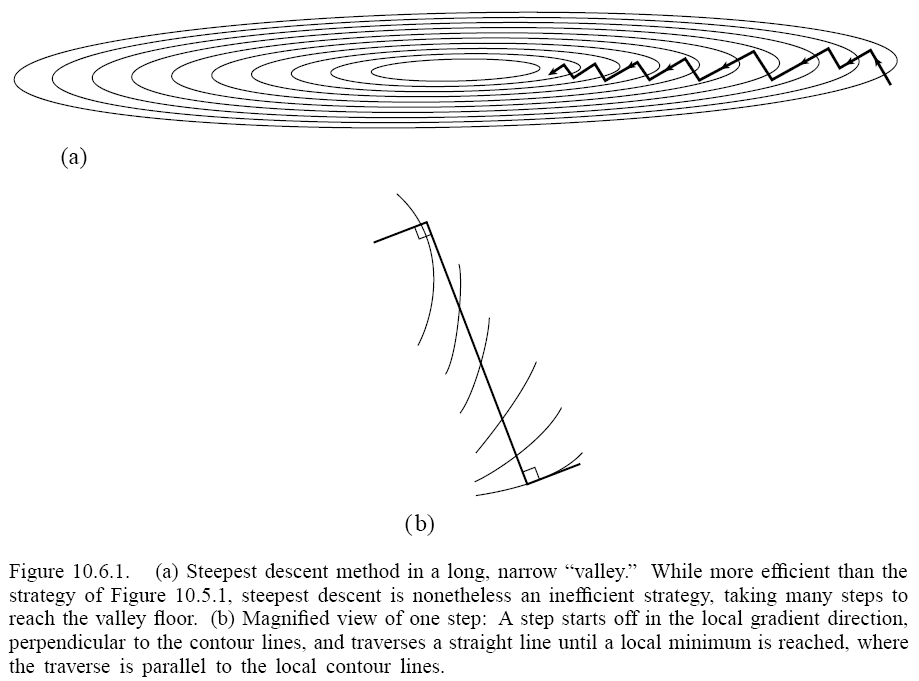 (a)
(b)
Figure 10.6.1. (a) Steepest descent method in a long, narrow “valley.” While more efficient than the
strategy of Figure 10.5.1, steepest descent is nonetheless an inefficient strategy, taking many steps to
reach the valley floor. (b) Magnified view of one step: A step starts off in the local gradient direction,
perpendicular to the contour lines, and traverses a straight line until a local minimum is reached, where
the traverse is parallel to the local contour lines.